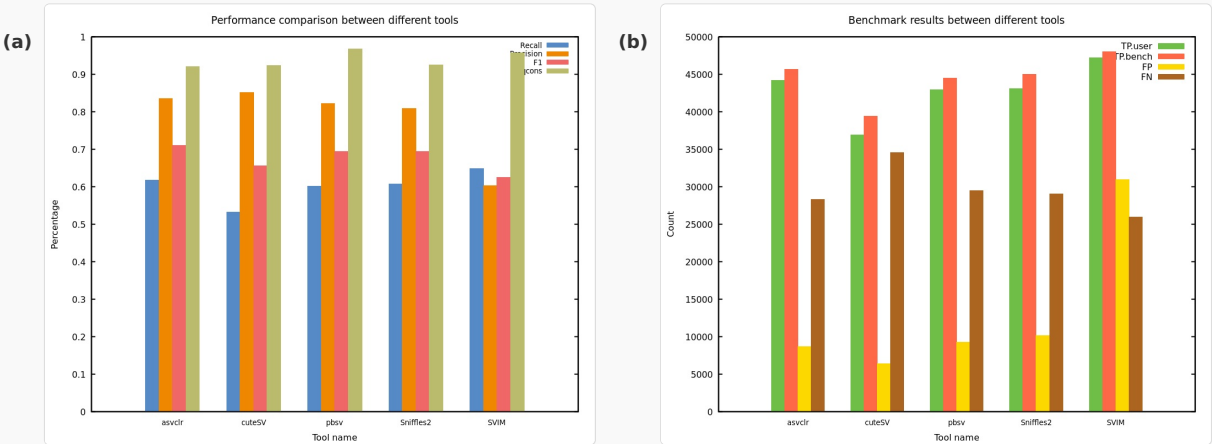 (a)
Performance comparison between different tools
Recall
Precision
F1
1
0.9
0.8
0.7
0.6
0.5
0.4
0.3
0.2
0.1
0
Percentage
asvclr cuteSV pbsv Sniffles2 SVIM
Tool name
(b)
Benchmark results between different tools
TP.user
TP.bench
FP
FN
50000
45000
40000
35000
30000
25000
20000
15000
10000
5000
0
Count
asvclr cuteSV pbsv Sniffles2 SVIM
Tool name